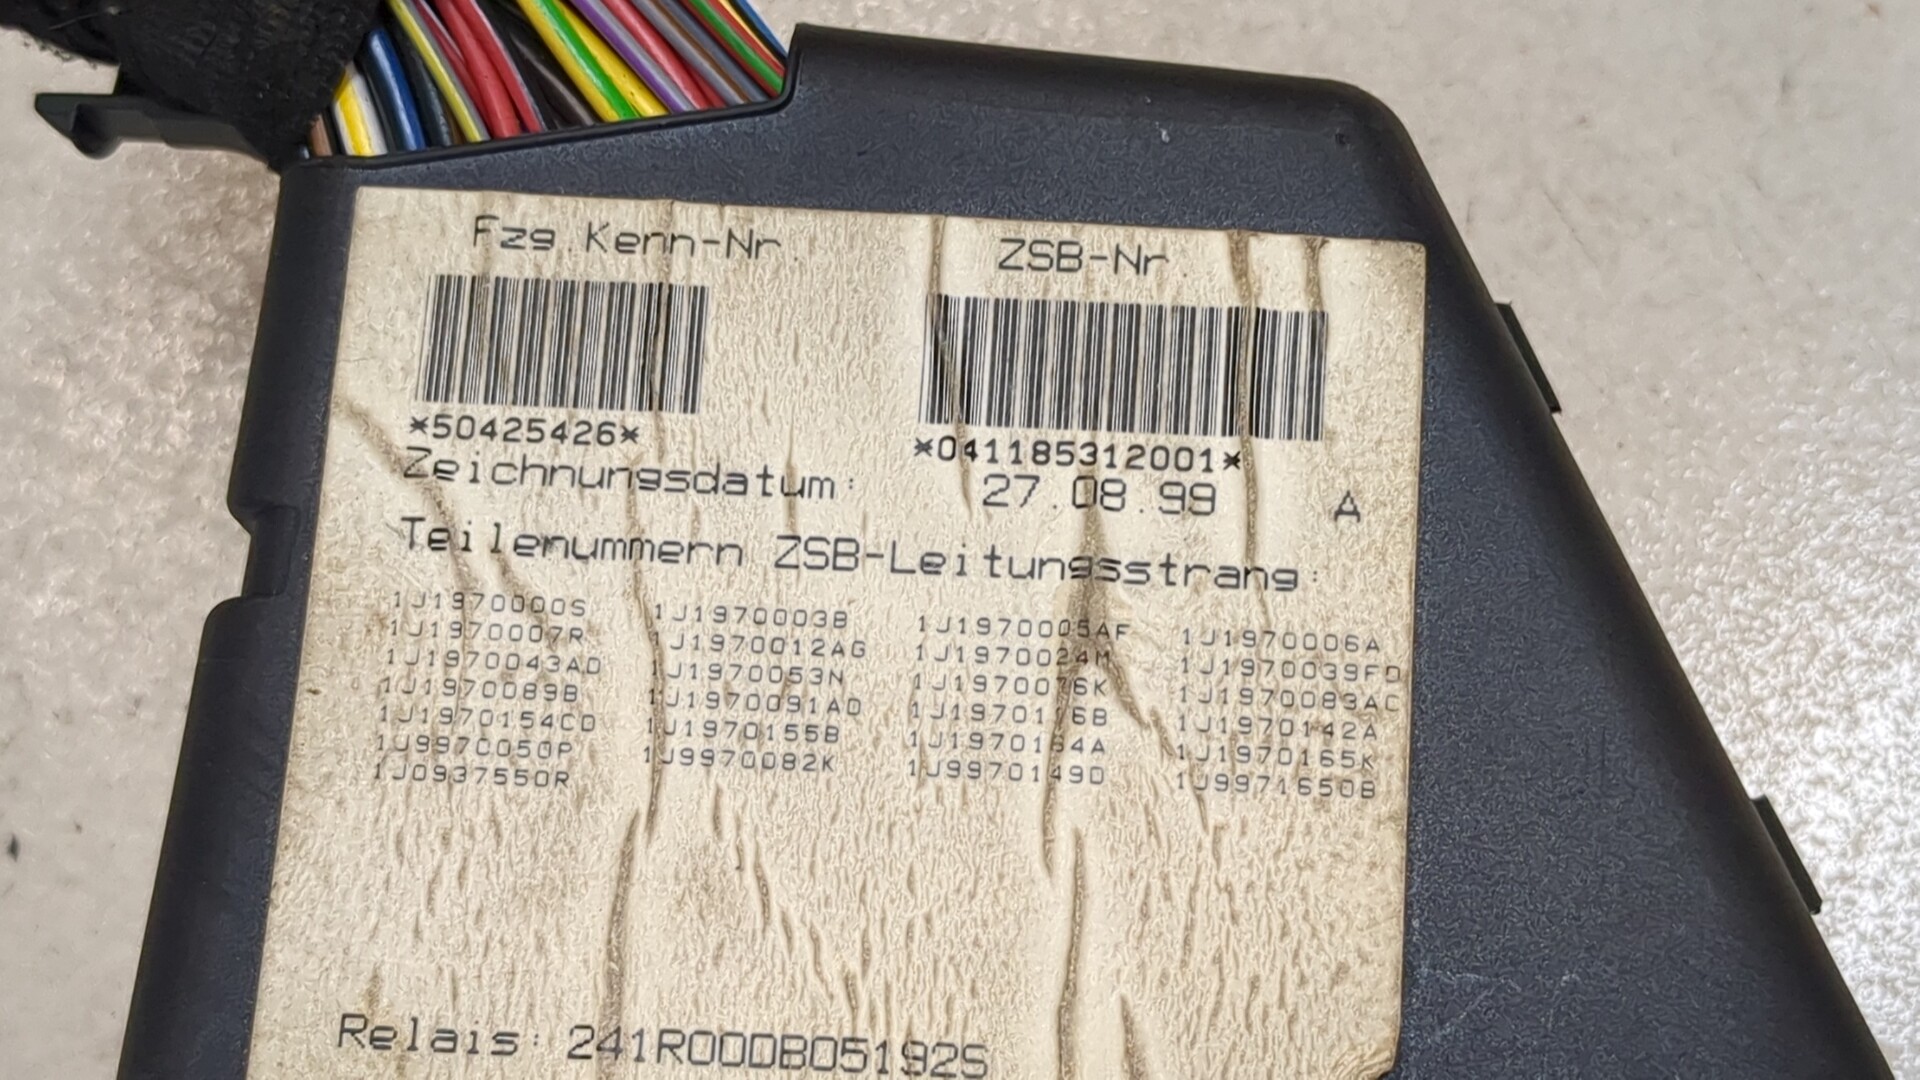 Fzg.Kenn-Nr. ZSB-Nr.
*50425426* *041185312001*
Zeichnungsdatum: 27.08.99 A
Teilenummern ZSB-Leitungsstrang:
1J1970000S 1J1970003B 1J1970005AF 1J1970006A
1J1970007R 1J1970012AG 1J1970024M 1J1970039FD
1J1970043AD 1J1970053N 1J1970076K 1J1970083AC
1J1970089B 1J1970091AD 1J1970116B 1J1970142A
1J1970154CD 1J1970155B 1J1970164A 1J1970165K
1J9970050P 1J9970082K 1J9970149D 1J9971650B
1J0937550R
Relais: 241R000B05192S